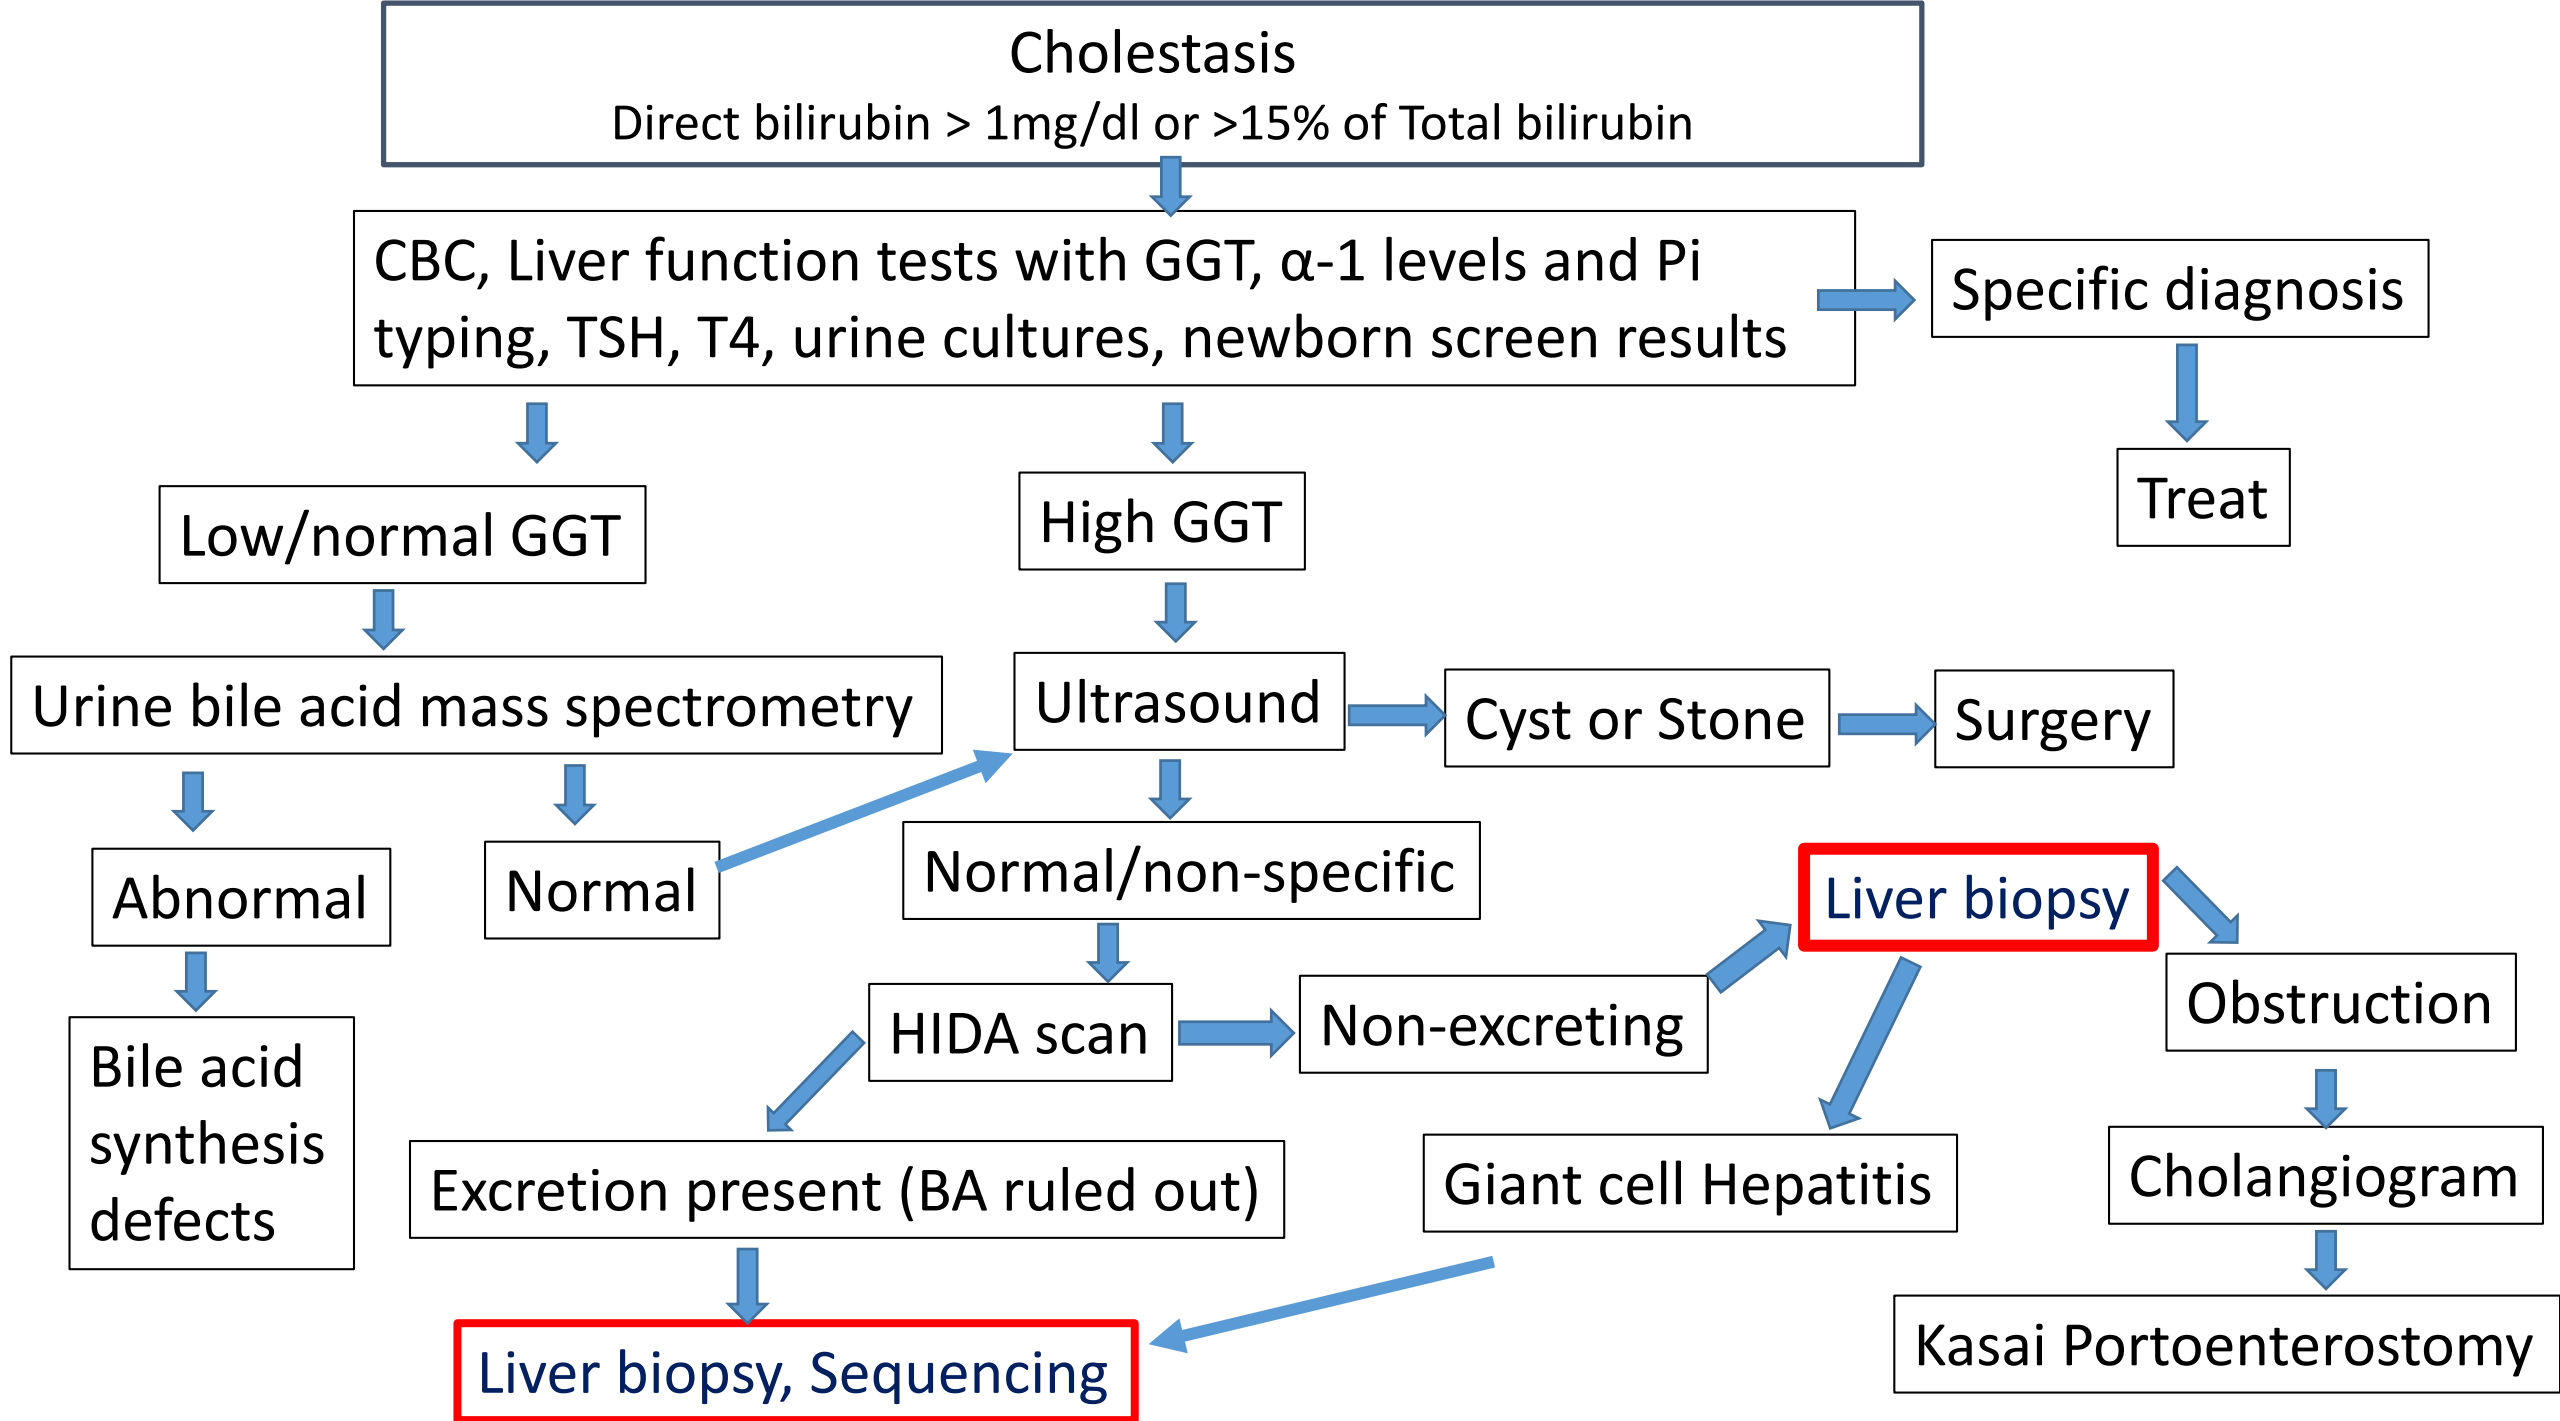 Cholestasis
Direct bilirubin > 1mg/dl or >15% of Total bilirubin
CBC, Liver function tests with GGT, α-1 levels and Pi
typing, TSH, T4, urine cultures, newborn screen results
Specific diagnosis
Treat
Low/normal GGT
High GGT
Urine bile acid mass spectrometry
Ultrasound
Cyst or Stone
Surgery
Abnormal
Normal
Normal/non-specific
Liver biopsy
Bile acid
synthesis
defects
HIDA scan
Non-excreting
Obstruction
Excretion present (BA ruled out)
Giant cell Hepatitis
Cholangiogram
Liver biopsy, Sequencing
Kasai Portoenterostomy